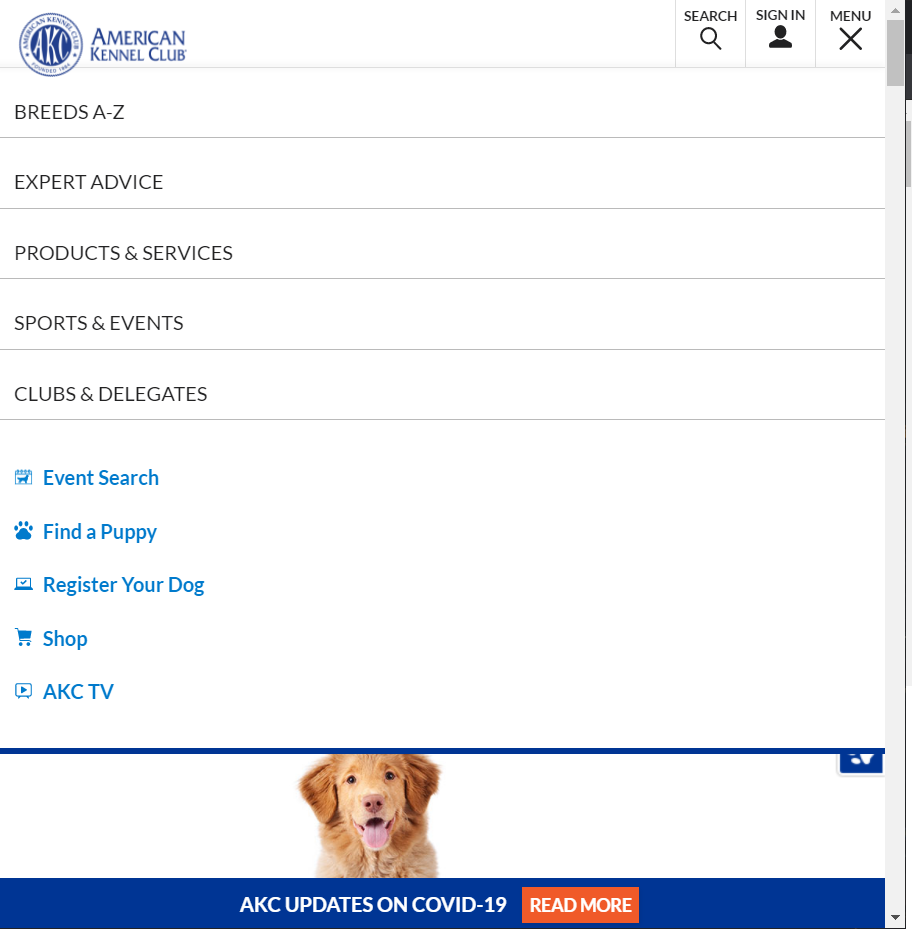 AMERICAN KENNEL CLUB
AKC
FOUNDED 1884
AMERICAN
KENNEL CLUB
SEARCH
SIGN IN
MENU
BREEDS A-Z
EXPERT ADVICE
PRODUCTS & SERVICES
SPORTS & EVENTS
CLUBS & DELEGATES
Event Search
Find a Puppy
Register Your Dog
Shop
AKC TV
AKC UPDATES ON COVID-19 READ MORE